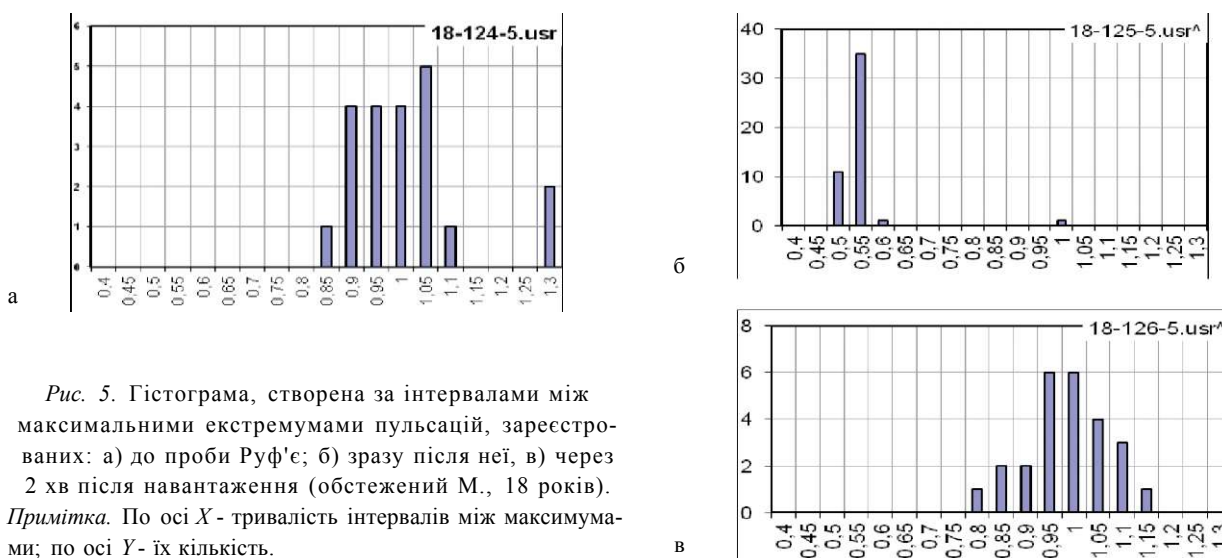 18-124-5.usr
6
5
4
3
2
1
0
0,4 0,45 0,5 0,55 0,6 0,65 0,7 0,75 0,8 0,85 0,9 0,95 1 1,05 1,1 1,15 1,2 1,25 1,3
а
Рис. 5. Гістограма, створена за інтервалами між
максимальними екстремумами пульсацій, зареєстро-
ваних: а) до проби Руф'є; б) зразу після неї, в) через
2 хв після навантаження (обстежений М., 18 років).
Примітка. По осі X - тривалість інтервалів між максимума-
ми; по осі Y - їх кількість.
18-125-5.usr^
40
30
20
10
0
0,4 0,45 0,5 0,55 0,6 0,65 0,7 0,75 0,8 0,85 0,9 0,95 1 1,05 1,1 1,15 1,2 1,25 1,3
б
18-126-5.usr^
8
6
4
2
0
0,4 0,45 0,5 0,55 0,6 0,65 0,7 0,75 0,8 0,85 0,9 0,95 1 1,05 1,1 1,15 1,2 1,25 1,3
в